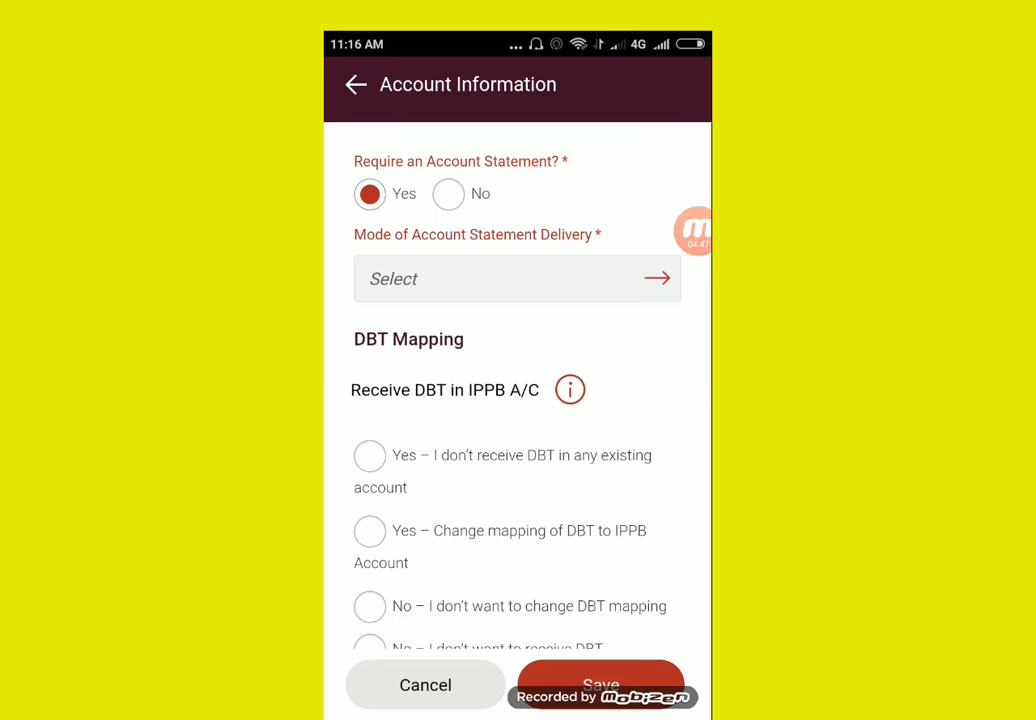 11:16 AM ... 4G
Account Information
Require an Account Statement? *
Yes No
Mode of Account Statement Delivery *
m
04:47
Select
DBT Mapping
Receive DBT in IPPB A/C i
Yes – I don't receive DBT in any existing
account
Yes – Change mapping of DBT to IPPB
Account
No – I don't want to change DBT mapping
No – I don't want to receive DBT
Cancel Save
Recorded by mobizen